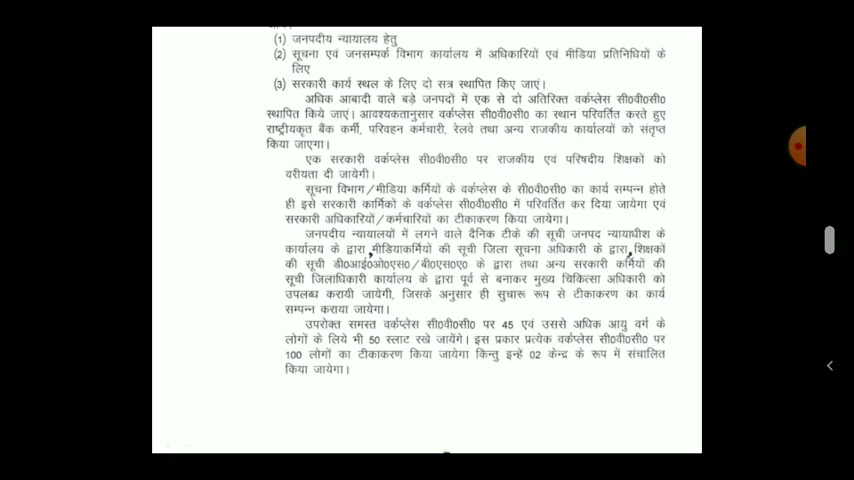 (1) जनपदीय न्यायालय हेतु
(2) सूचना एवं जनसम्पर्क विभाग कार्यालय में अधिकारियों एवं मीडिया प्रतिनिधियों के
लिए
(3) सरकारी कार्य स्थल के लिए दो सत्र स्थापित किए जाएं।
अधिक आबादी वाले बड़े जनपदों में एक से दो अतिरिक्त वर्कप्लेस सी0वी0सी0
स्थापित किये जाएं। आवश्यकतानुसार वर्कप्लेस सी0वी0सी0 का स्थान परिवर्तित करते हुए
राष्ट्रीयकृत बैंक कर्मी, परिवहन कर्मचारी, रेलवे तथा अन्य राजकीय कार्यालयों को संतृप्त
किया जाएगा।
एक सरकारी वर्कप्लेस सी0वी0सी0 पर राजकीय एवं परिषदीय शिक्षकों को
वरीयता दी जायेगी।
सूचना विभाग/मीडिया कर्मियों के वर्कप्लेस के सी0वी0सी0 का कार्य सम्पन्न होते
ही इसे सरकारी कार्मिकों के वर्कप्लेस सी0वी0सी0 में परिवर्तित कर दिया जायेगा एवं
सरकारी अधिकारियों/कर्मचारियों का टीकाकरण किया जायेगा।
जनपदीय न्यायालयों में लगने वाले दैनिक टीके की सूची जनपद न्यायाधीश के
कार्यालय के द्वारा, मीडियाकर्मियों की सूची जिला सूचना अधिकारी के द्वारा, शिक्षकों
की सूची डी0आई0ओ0एस0/बी0एस0ए0 के द्वारा तथा अन्य सरकारी कर्मियों की
सूची जिलाधिकारी कार्यालय के द्वारा पूर्व से बनाकर मुख्य चिकित्सा अधिकारी को
उपलब्ध करायी जायेगी, जिसके अनुसार ही सुचारू रूप से टीकाकरण का कार्य
सम्पन्न कराया जायेगा।
उपरोक्त समस्त वर्कप्लेस सी0वी0सी0 पर 45 एवं उससे अधिक आयु वर्ग के
लोगों के लिये भी 50 स्लाट रखे जायेंगे। इस प्रकार प्रत्येक वर्कप्लेस सी0वी0सी0 पर
100 लोगों का टीकाकरण किया जायेगा किन्तु इन्हें 02 केन्द्र के रूप में संचालित
किया जायेगा।